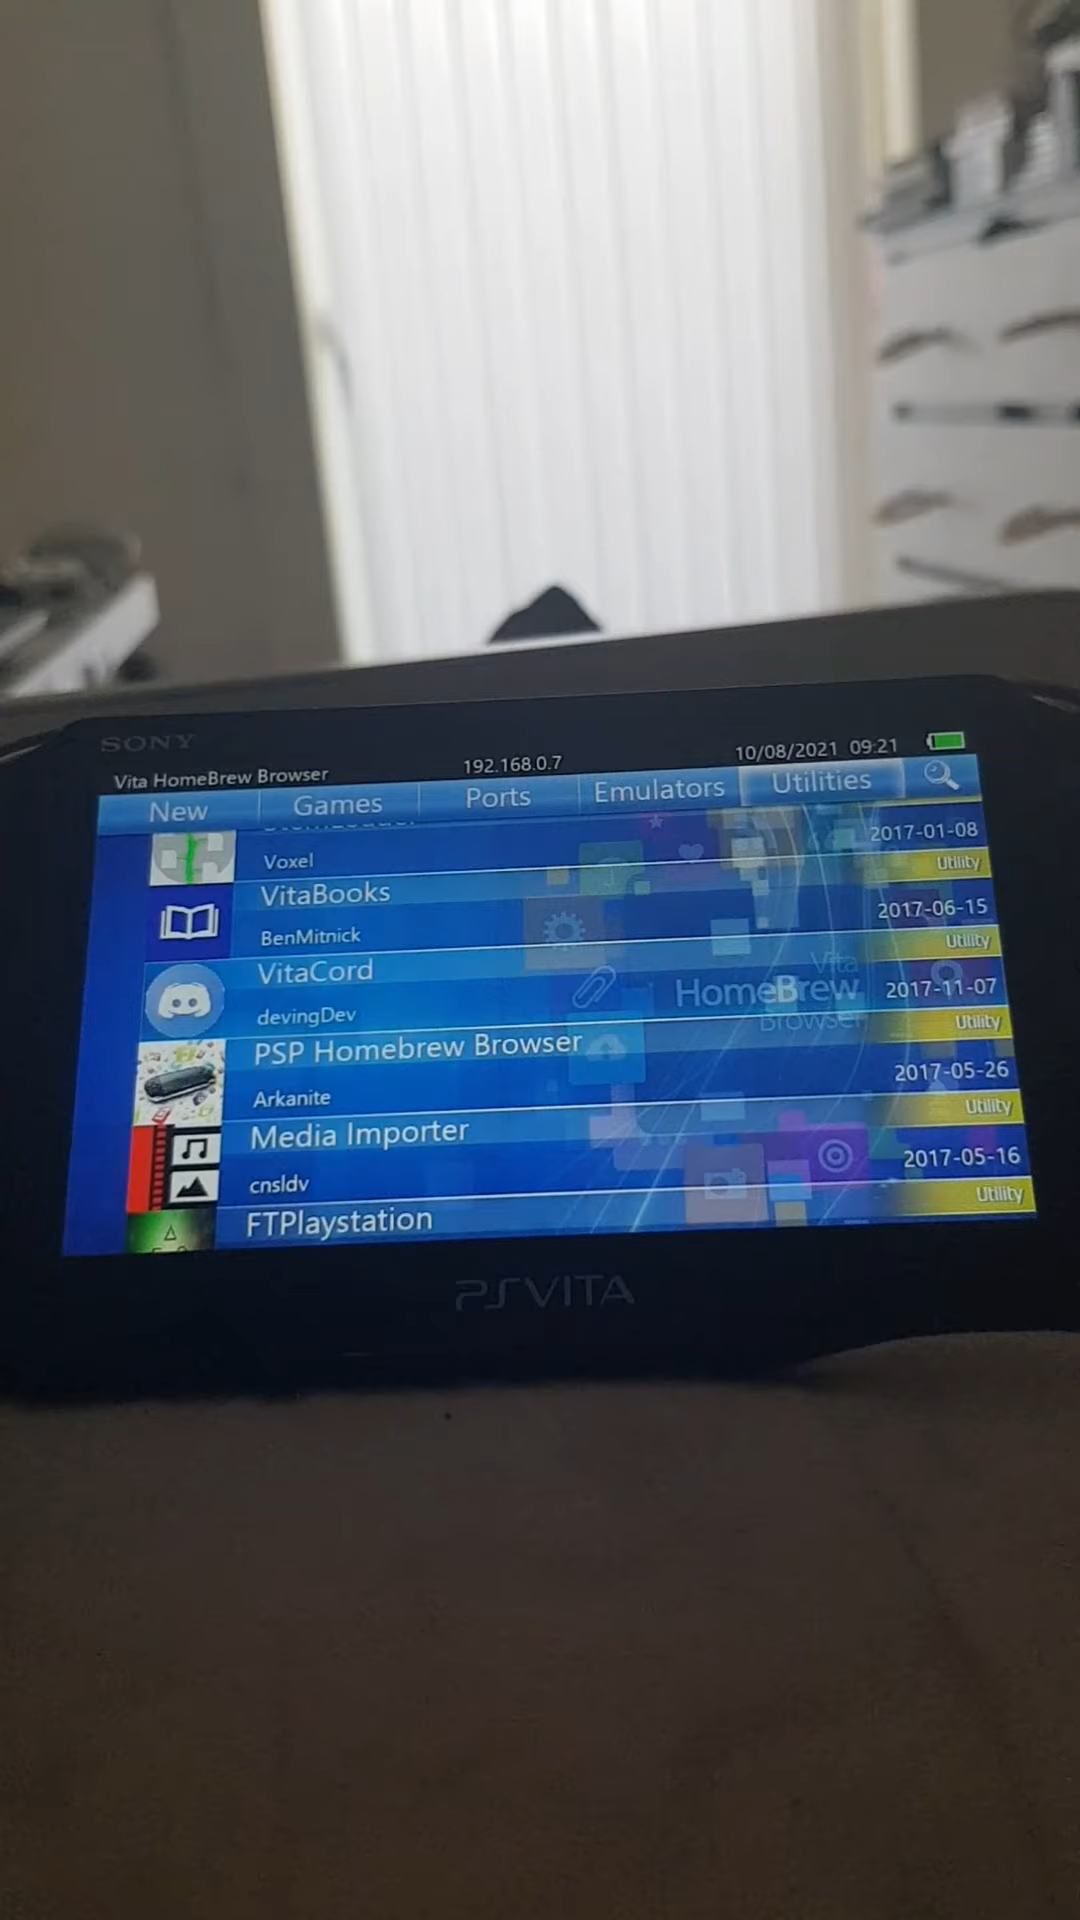 SONY
Vita HomeBrew Browser 192.168.0.7 10/08/2021 09:21
New Games Ports Emulators Utilities
Voxel 2017-01-08
Utility
VitaBooks
BenMitnick 2017-06-15
Utility
VitaCord
devingDev 2017-11-07
Utility
Vita
HomeBrew
Browser
PSP Homebrew Browser
Arkanite 2017-05-26
Utility
Media Importer
cnsldv 2017-05-16
Utility
FTPlaystation
PSVITA